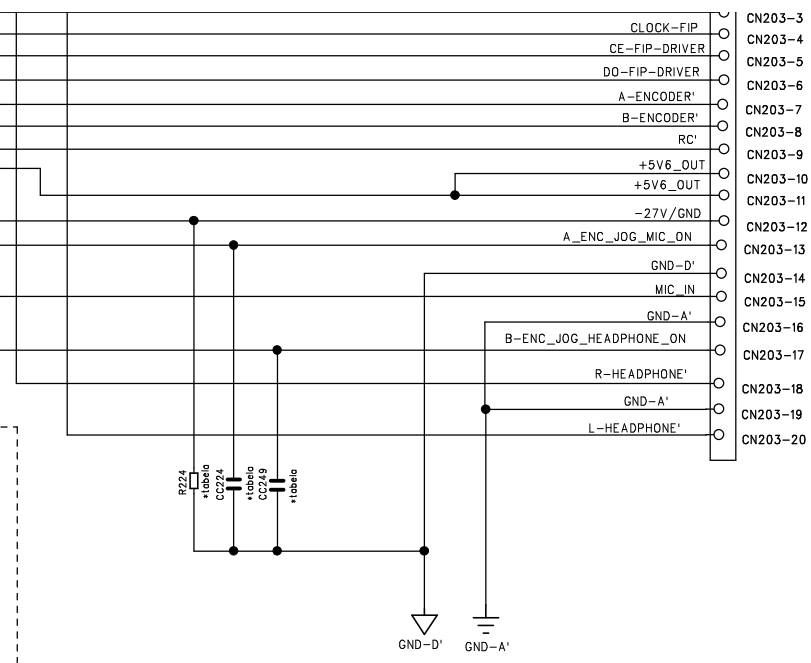 CN203-3
CLOCK-FIP CN203-4
CE-FIP-DRIVER CN203-5
DO-FIP-DRIVER CN203-6
A-ENCODER' CN203-7
B-ENCODER' CN203-8
RC' CN203-9
+5V6_OUT CN203-10
+5V6_OUT CN203-11
-27V/GND CN203-12
A_ENC_JOG_MIC_ON CN203-13
GND-D' CN203-14
MIC_IN CN203-15
GND-A' CN203-16
B-ENC_JOG_HEADPHONE_ON CN203-17
R-HEADPHONE' CN203-18
GND-A' CN203-19
L-HEADPHONE' CN203-20
R224
*tabela
CC224
*tabela
CC249
*tabela
GND-D'
GND-A'